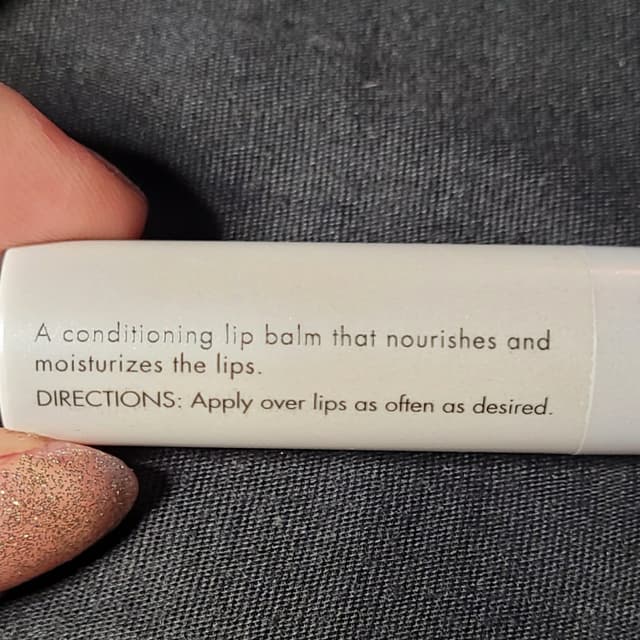 A conditioning lip balm that nourishes and
moisturizes the lips.
DIRECTIONS: Apply over lips as often as desired.